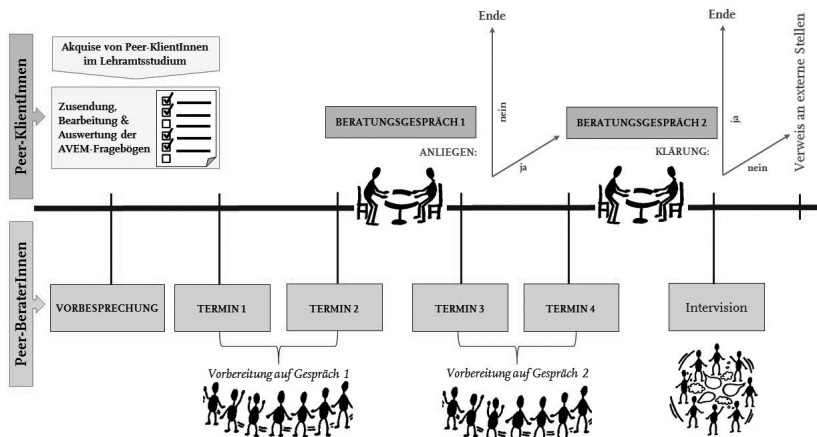 Peer-KlientInnen
Akquise von Peer-KlientInnen
im Lehramtsstudium
Zusendung,
Bearbeitung &
Auswertung der
AVEM-Fragebögen
BERATUNGSGESPRÄCH 1
ANLIEGEN:
Ende
nein
ja
BERATUNGSGESPRÄCH 2
KLÄRUNG:
Ende
ja
nein
Verweis an externe Stellen
Peer-BeraterInnen
VORBESPRECHUNG
TERMIN 1
TERMIN 2
TERMIN 3
TERMIN 4
Intervision
Vorbereitung auf Gespräch 1
Vorbereitung auf Gespräch 2